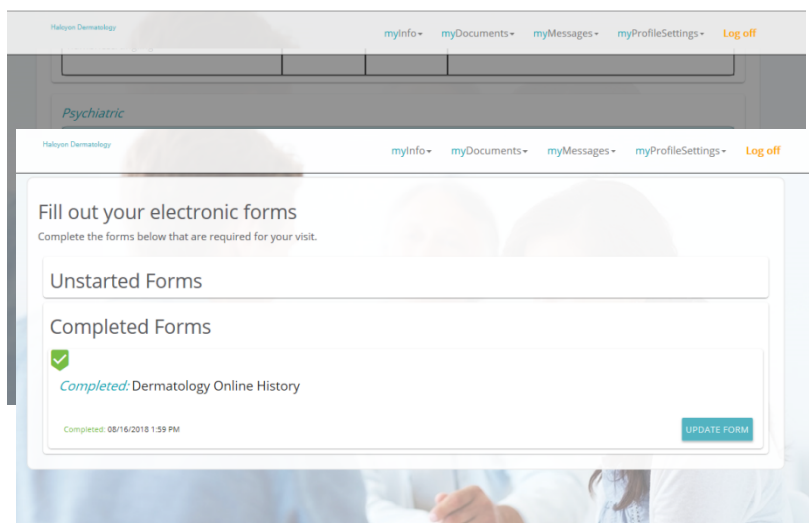 Halcyon Dermatology myInfo myDocuments myMessages myProfileSettings Log off
Psychiatric
Halcyon Dermatology myInfo myDocuments myMessages myProfileSettings Log off
Fill out your electronic forms
Complete the forms below that are required for your visit.
Unstarted Forms
Completed Forms
Completed: Dermatology Online History
Completed: 08/16/2018 1:59 PM UPDATE FORM